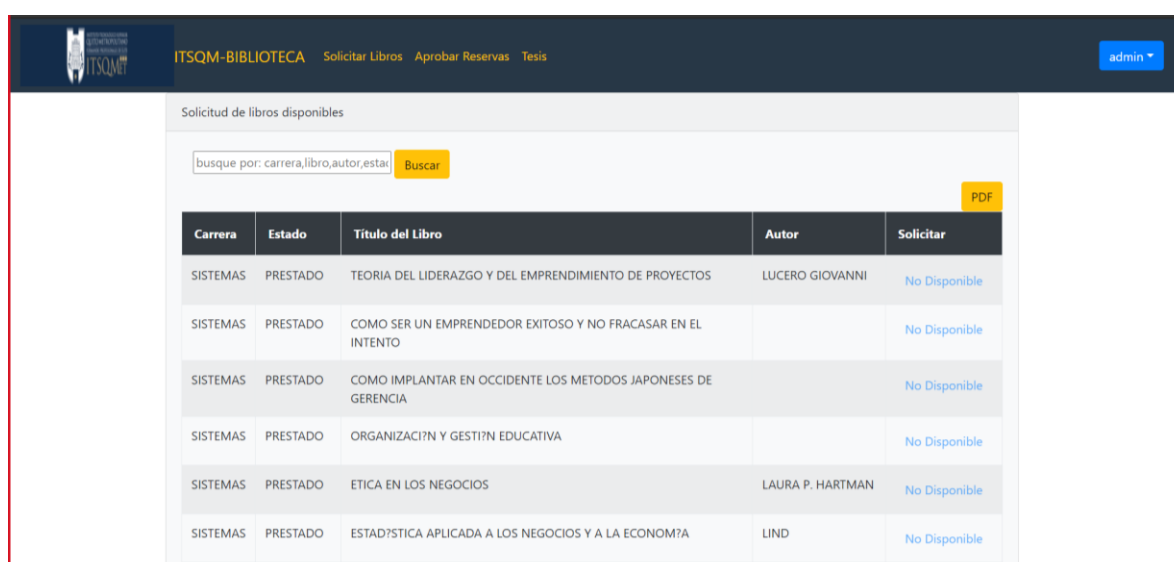 ITSQMET
ITSQM-BIBLIOTECA Solicitar Libros Aprobar Reservas Tesis
admin
Solicitud de libros disponibles
busque por: carrera,libro,autor,estac
Buscar
PDF
Carrera Estado Título del Libro Autor Solicitar
SISTEMAS PRESTADO TEORIA DEL LIDERAZGO Y DEL EMPRENDIMIENTO DE PROYECTOS LUCERO GIOVANNI No Disponible
SISTEMAS PRESTADO COMO SER UN EMPRENDEDOR EXITOSO Y NO FRACASAR EN EL
INTENTO
No Disponible
SISTEMAS PRESTADO COMO IMPLANTAR EN OCCIDENTE LOS METODOS JAPONESES DE
GERENCIA
No Disponible
SISTEMAS PRESTADO ORGANIZACI?N Y GESTI?N EDUCATIVA No Disponible
SISTEMAS PRESTADO ETICA EN LOS NEGOCIOS LAURA P. HARTMAN No Disponible
SISTEMAS PRESTADO ESTAD?STICA APLICADA A LOS NEGOCIOS Y A LA ECONOM?A LIND No Disponible